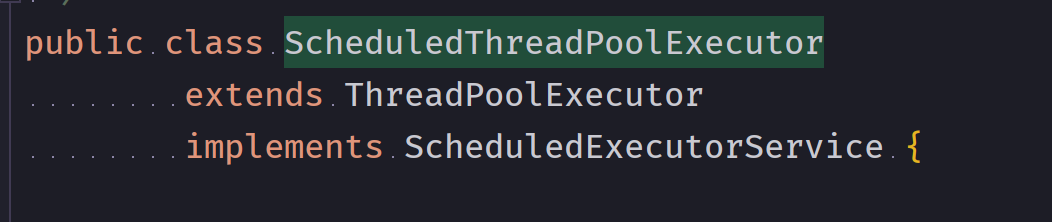 public class ScheduledThreadPoolExecutor
extends ThreadPoolExecutor
implements ScheduledExecutorService {